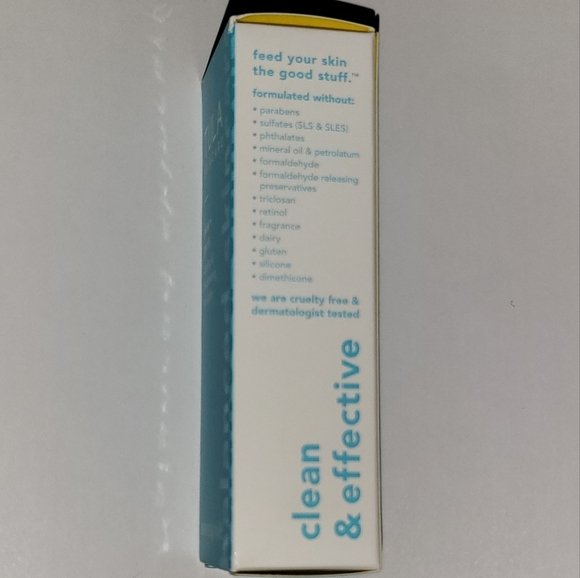 feed your skin
the good stuff.™
formulated without:
• parabens
• sulfates (SLS & SLES)
• phthalates
• mineral oil & petrolatum
• formaldehyde
• formaldehyde releasing
preservatives
• triclosan
• retinol
• fragrance
• dairy
• gluten
• silicone
• dimethicone
we are cruelty free &
dermatologist tested
clean
& effective